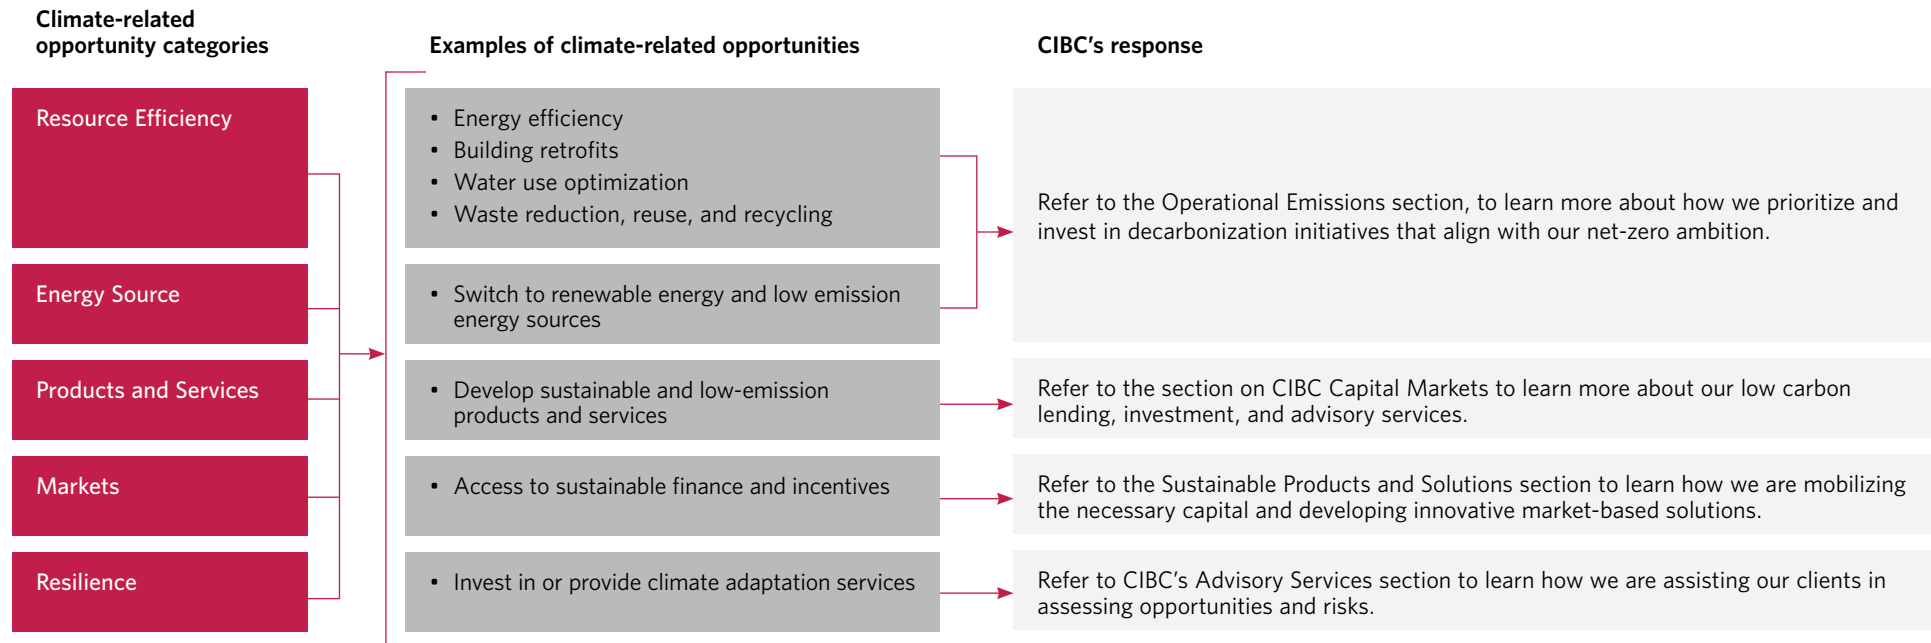 Climate-related
opportunity categories
Examples of climate-related opportunities
CIBC's response
Resource Efficiency
• Energy efficiency
• Building retrofits
• Water use optimization
• Waste reduction, reuse, and recycling
Refer to the Operational Emissions section, to learn more about how we prioritize and
invest in decarbonization initiatives that align with our net-zero ambition.
Energy Source
• Switch to renewable energy and low emission
energy sources
Products and Services
• Develop sustainable and low-emission
products and services
Refer to the section on CIBC Capital Markets to learn more about our low carbon
lending, investment, and advisory services.
Markets
• Access to sustainable finance and incentives
Refer to the Sustainable Products and Solutions section to learn how we are mobilizing
the necessary capital and developing innovative market-based solutions.
Resilience
• Invest in or provide climate adaptation services
Refer to CIBC's Advisory Services section to learn how we are assisting our clients in
assessing opportunities and risks.